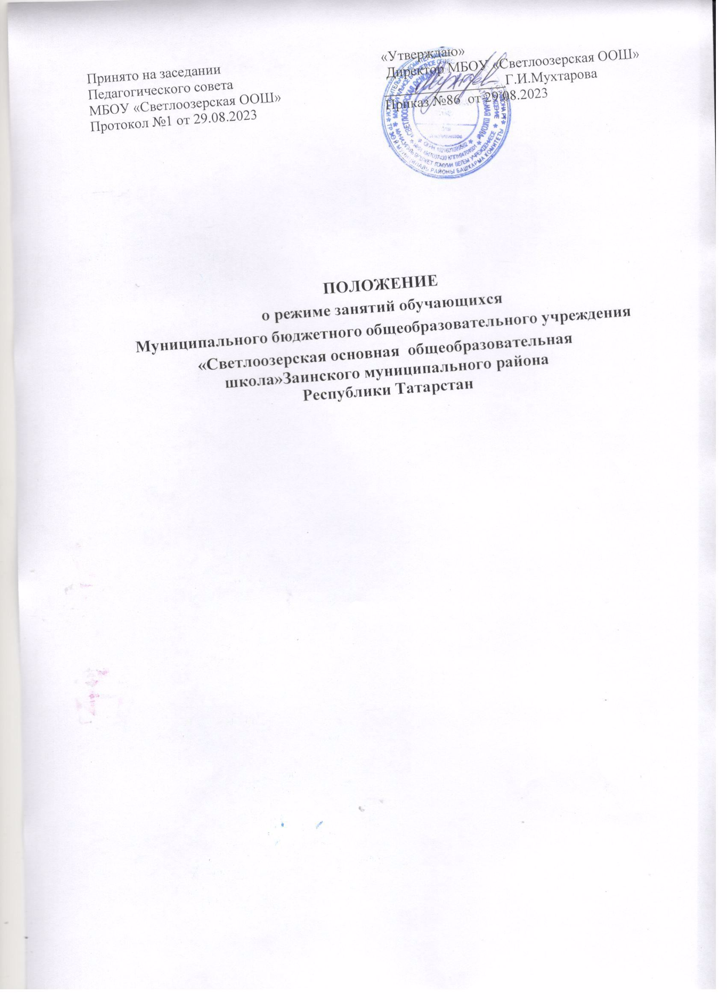 Принято на заседании
Педагогического совета
МБОУ «Светлоозерская ООШ»
Протокол №1 от 29.08.2023
«Утверждаю»
Директор МБОУ «Светлоозерская ООШ»
Г.И.Мухтарова
Приказ №86 от 29.08.2023
ПОЛОЖЕНИЕ
о режиме занятий обучающихся
Муниципального бюджетного общеобразовательного учреждения
«Светлоозерская основная общеобразовательная
школа»Заинского муниципального района
Республики Татарстан